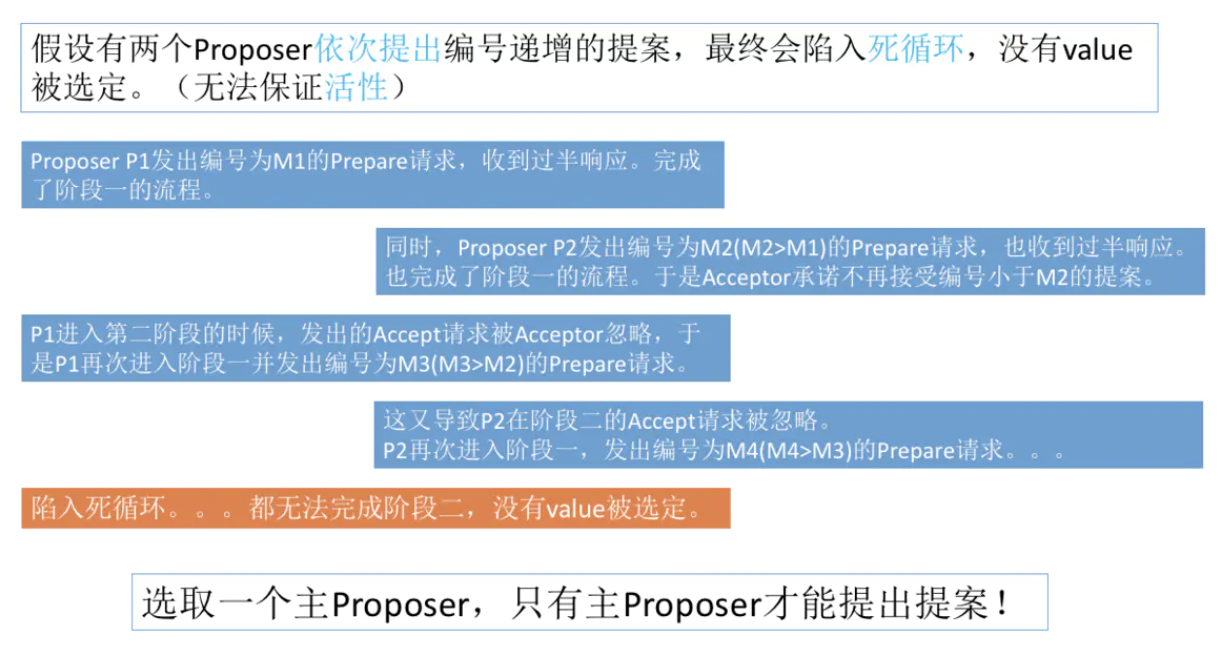 假设有两个Proposer依次提出编号递增的提案，最终会陷入死循环，没有value
被选定。（无法保证活性）
Proposer P1发出编号为M1的Prepare请求，收到过半响应。完成
了阶段一的流程。
同时，Proposer P2发出编号为M2(M2>M1)的Prepare请求，也收到过半响应。
也完成了阶段一的流程。于是Acceptor承诺不再接受编号小于M2的提案。
P1进入第二阶段的时候，发出的Accept请求被Acceptor忽略，于
是P1再次进入阶段一并发出编号为M3(M3>M2)的Prepare请求。
这又导致P2在阶段二的Accept请求被忽略。
P2再次进入阶段一，发出编号为M4(M4>M3)的Prepare请求。。。
陷入死循环。。。都无法完成阶段二，没有value被选定。
选取一个主Proposer，只有主Proposer才能提出提案！